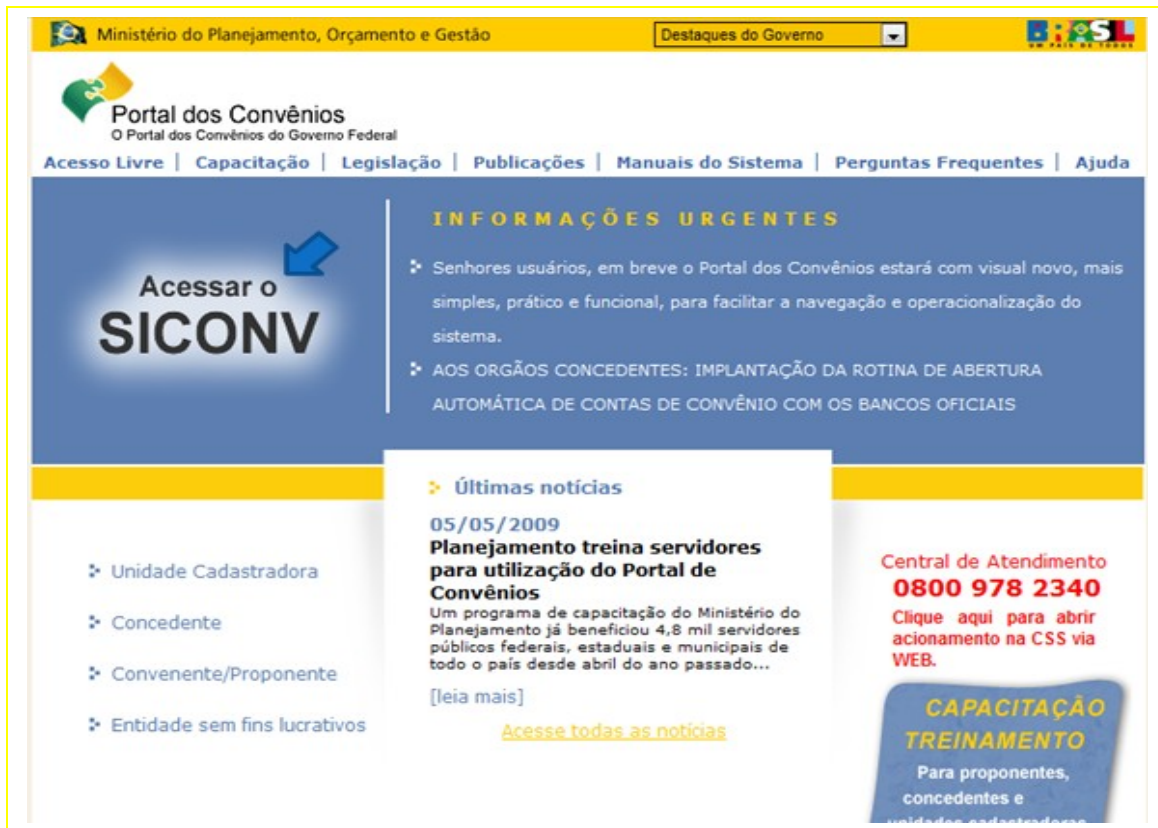 Ministério do Planejamento, Orçamento e Gestão
Destaques do Governo
BRASIL
UM PAÍS DE TODOS
Portal dos Convênios
O Portal dos Convênios do Governo Federal
Acesso Livre | Capacitação | Legislação | Publicações | Manuais do Sistema | Perguntas Frequentes | Ajuda
Acessar o
SICONV
INFORMAÇÕES URGENTES
Senhores usuários, em breve o Portal dos Convênios estará com visual novo, mais
simples, prático e funcional, para facilitar a navegação e operacionalização do
sistema.
AOS ORGÃOS CONCEDENTES: IMPLANTAÇÃO DA ROTINA DE ABERTURA
AUTOMÁTICA DE CONTAS DE CONVÊNIO COM OS BANCOS OFICIAIS
Unidade Cadastradora
Concedente
Convenente/Proponente
Entidade sem fins lucrativos
Últimas notícias
05/05/2009
Planejamento treina servidores
para utilização do Portal de
Convênios
Um programa de capacitação do Ministério do
Planejamento já beneficiou 4,8 mil servidores
públicos federais, estaduais e municipais de
todo o país desde abril do ano passado...
[leia mais]
Acesse todas as notícias
Central de Atendimento
0800 978 2340
Clique aqui para abrir
acionamento na CSS via
WEB.
CAPACITAÇÃO
TREINAMENTO
Para proponentes,
concedentes e
unidades cadastradoras